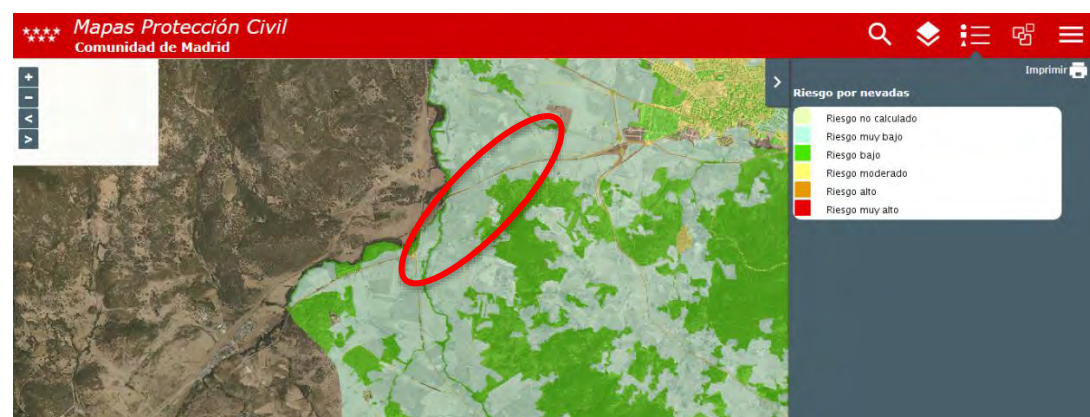 Mapas Protección Civil
Comunidad de Madrid
Imprimir
Riesgo por nevadas
Riesgo no calculado
Riesgo muy bajo
Riesgo bajo
Riesgo moderado
Riesgo alto
Riesgo muy alto